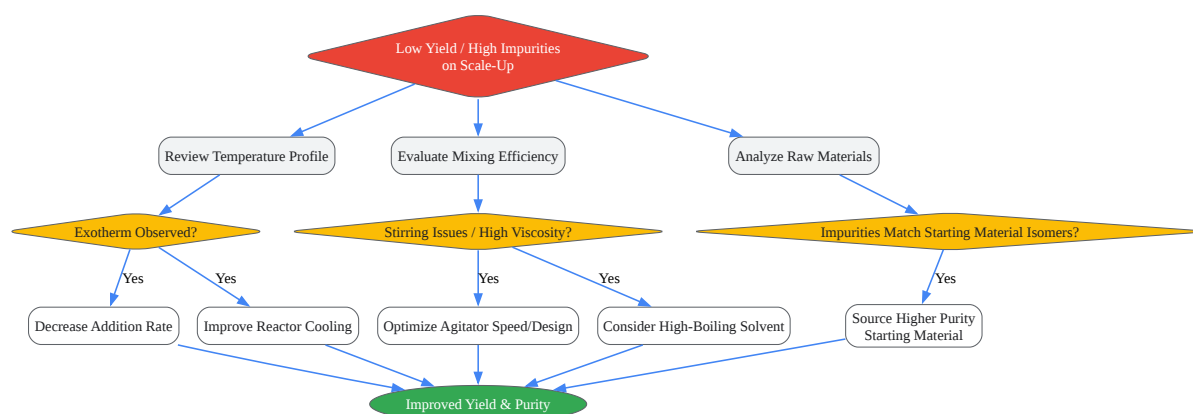 Low Yield / High Impurities
on Scale-Up
Review Temperature Profile
Evaluate Mixing Efficiency
Analyze Raw Materials
Exotherm Observed?
Stirring Issues / High Viscosity?
Impurities Match Starting Material Isomers?
Yes
Yes
Yes
Yes
Yes
Decrease Addition Rate
Improve Reactor Cooling
Optimize Agitator Speed/Design
Consider High-Boiling Solvent
Source Higher Purity
Starting Material
Improved Yield & Purity